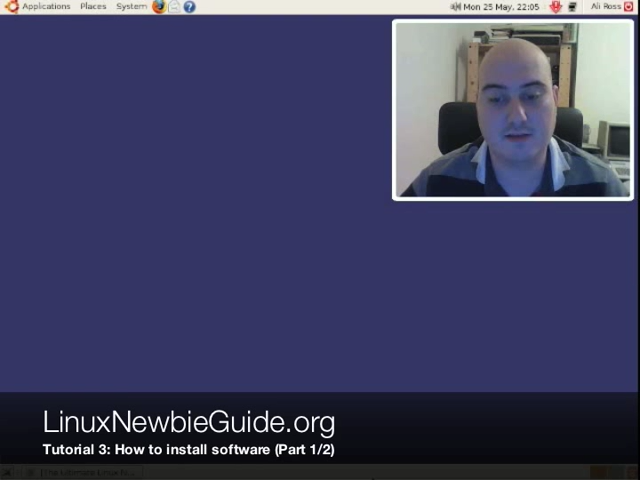 Applications Places System Mon 25 May, 22:05 Ali Ross
LinuxNewbieGuide.org
Tutorial 3: How to install software (Part 1/2)